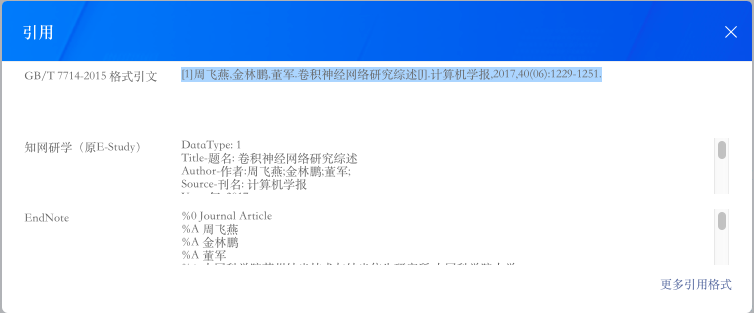 引用
GB/T 7714-2015 格式引文
[1]周飞燕,金林鹏,董军.卷积神经网络研究综述[J].计算机学报,2017,40(06):1229-1251.
知网研学（原E-Study）
DataType: 1
Title-题名: 卷积神经网络研究综述
Author-作者:周飞燕;金林鹏;董军;
Source-刊名: 计算机学报
EndNote
%0 Journal Article
%A 周飞燕
%A 金林鹏
%A 董军
更多引用格式